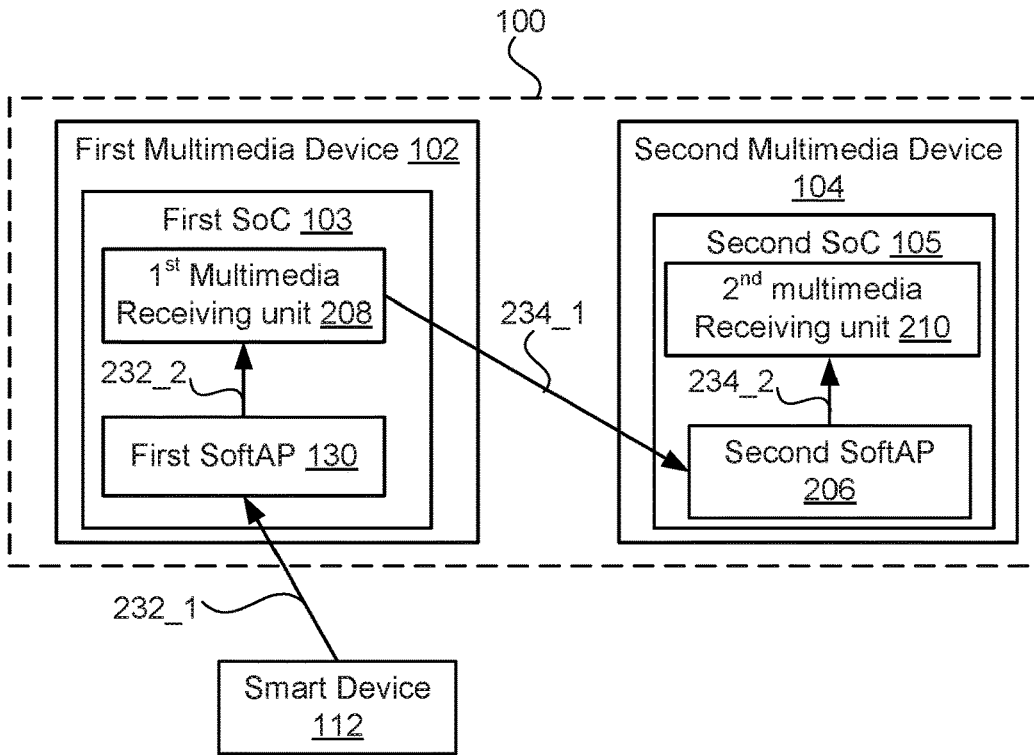 100
First Multimedia Device 102
First SoC 103
1st Multimedia
Receiving unit 208
232_2
First SoftAP 130
234_1
Second Multimedia Device
104
Second SoC 105
2nd multimedia
Receiving unit 210
234_2
Second SoftAP
206
232_1
Smart Device
112